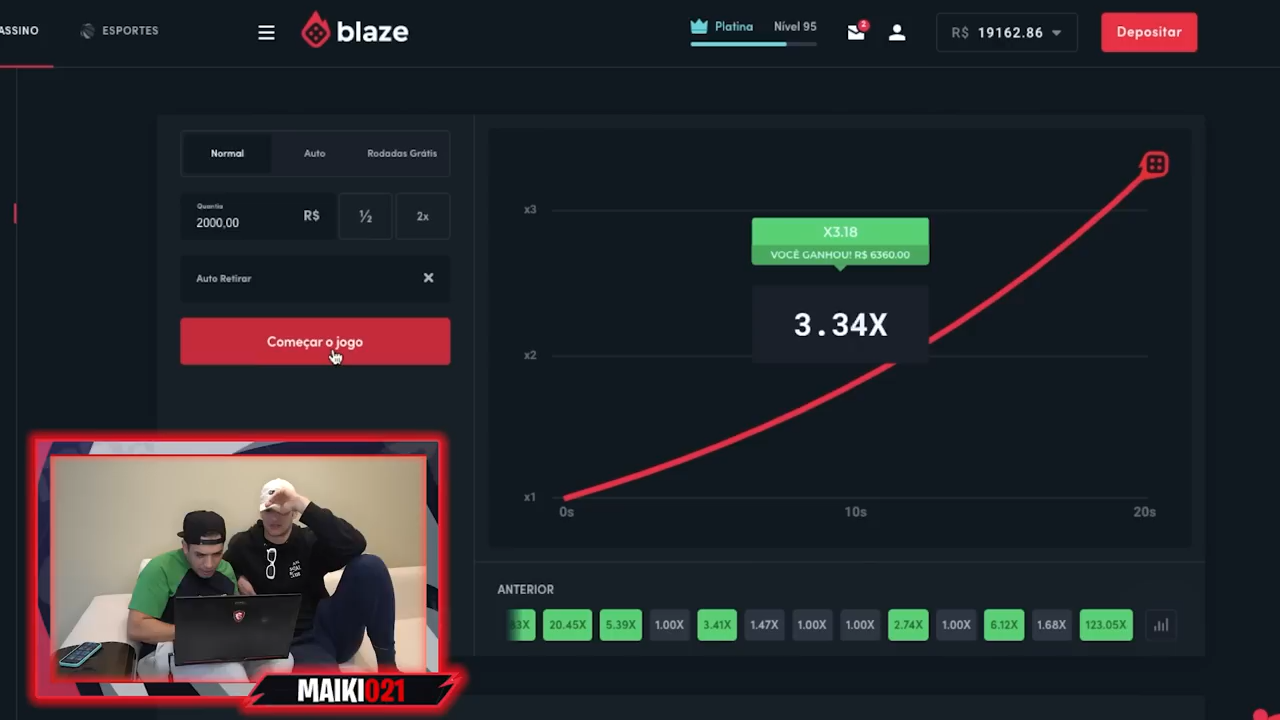 ASSINO
ESPORTES
blaze
Platina Nível 95
2
R$ 19162.86
Depositar
Normal Auto Rodadas Grátis
Quantia
2000,00 R$ ½ 2x
Auto Retirar
Começar o jogo
x3
x2
x1
X3.18
VOCÊ GANHOU! R$ 6360.00
3.34X
0s 10s 20s
ANTERIOR
3X 20.45X 5.39X 1.00X 3.41X 1.47X 1.00X 1.00X 2.74X 1.00X 6.12X 1.68X 123.05X
MAIKI021